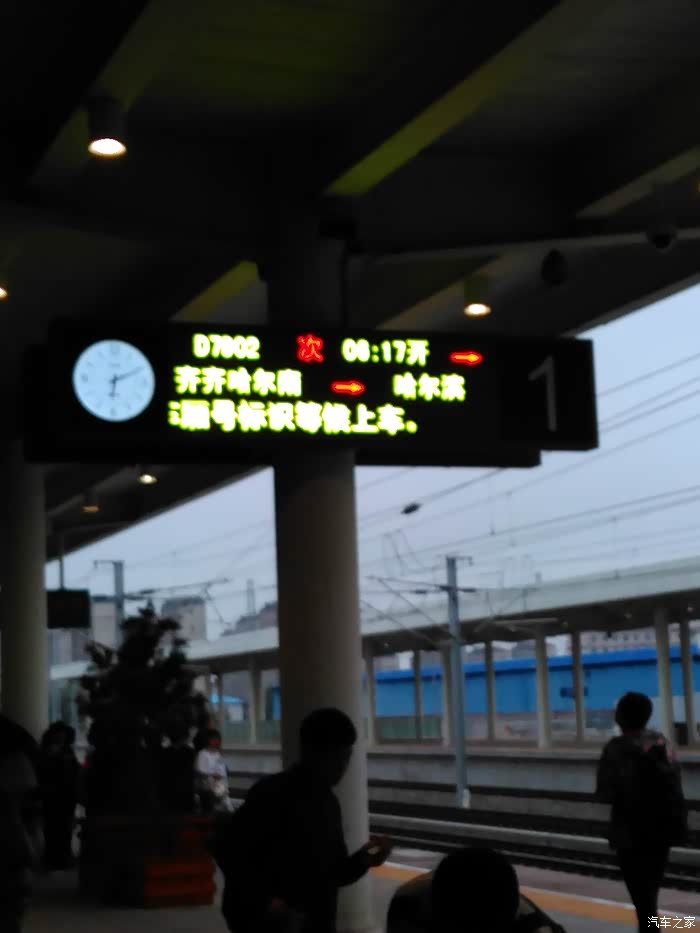 D7902 次 06:17开 →
齐齐哈尔南 → 哈尔滨
厢号标识等候上车。
1
汽车之家